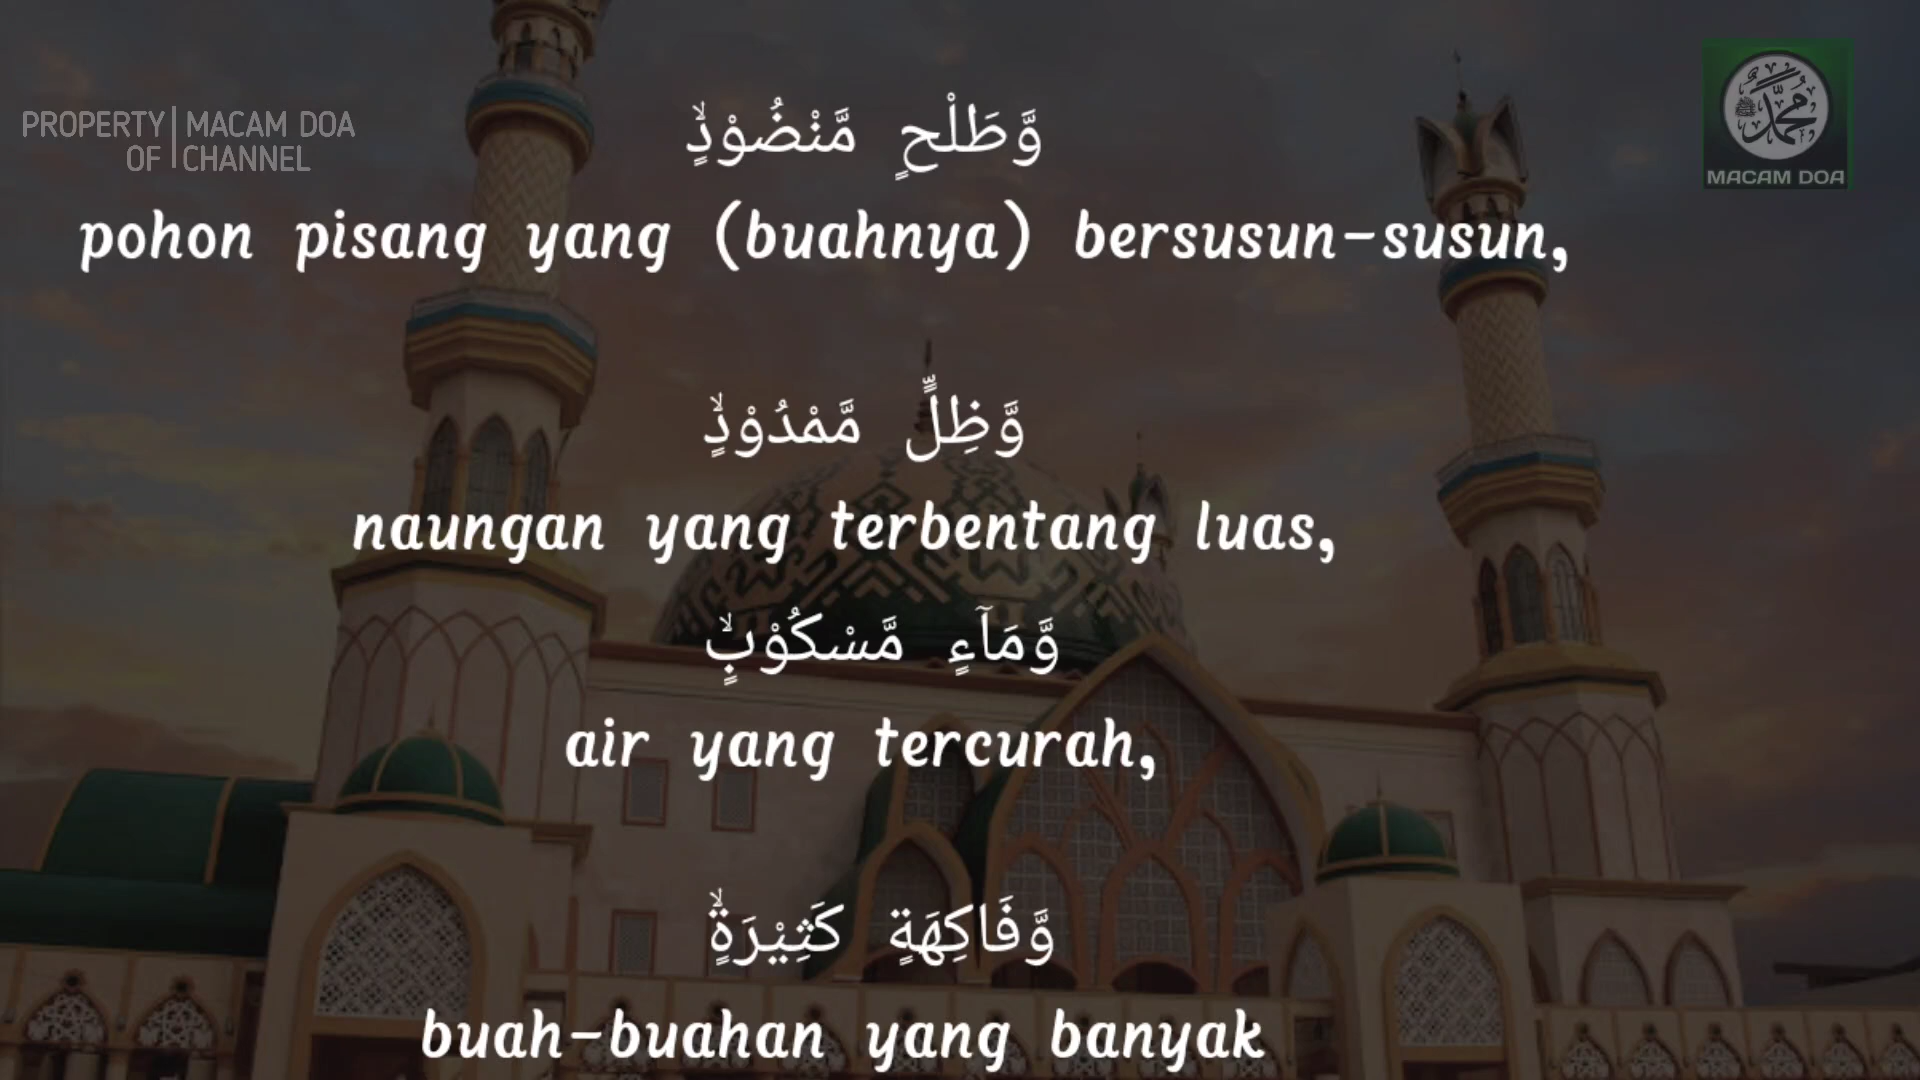 PROPERTY OF | MACAM DOA CHANNEL
محمد
MACAM DOA
وَّطَلْحٍ مَّنْضُوْدٍۙ
pohon pisang yang (buahnya) bersusun-susun,
وَّظِلٍّ مَّمْدُوْدٍۙ
naungan yang terbentang luas,
وَّمَاۤءٍ مَّسْكُوْبٍۙ
air yang tercurah,
وَّفَاكِهَةٍ كَثِيْرَةٍۙ
buah-buahan yang banyak